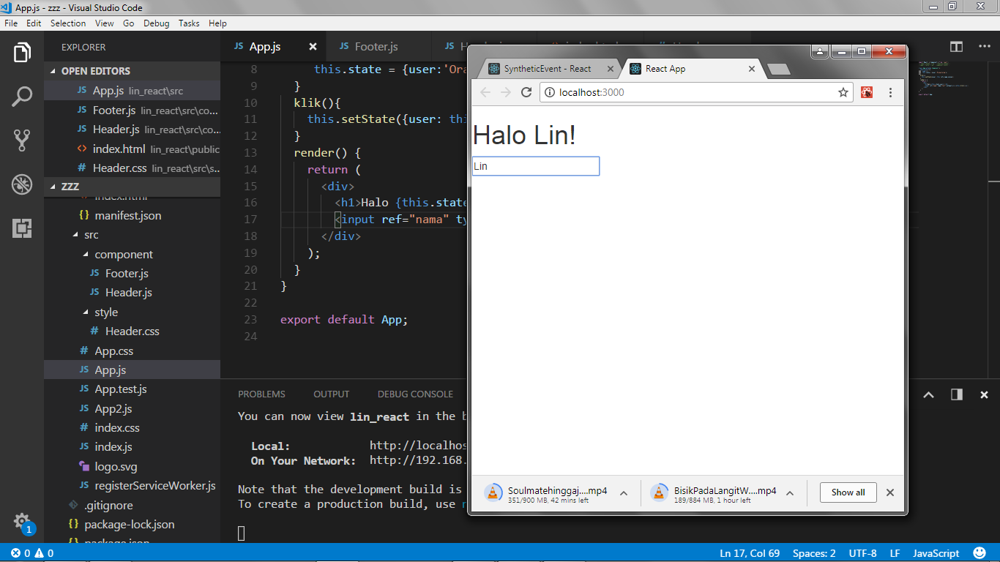 App.js - zzz - Visual Studio Code
File Edit Selection View Go Debug Tasks Help
EXPLORER
OPEN EDITORS
JS App.js lin_react\src
JS Footer.js lin_react\src\co...
JS Header.js lin_react\src\co...
<> index.html lin_react\public
# Header.css lin_react\src\s...
ZZZ
index.html
{} manifest.json
src
component
JS Footer.js
JS Header.js
style
# Header.css
# App.css
JS App.js
JS App.test.js
JS App2.js
# index.css
JS index.js
logo.svg
JS registerServiceWorker.js
.gitignore
{} package-lock.json
{} package.json
1
JS App.js
JS Footer.js
JS
8 this.state = {user:'Ora
9 }
10 klik(){
11 this.setState({user: thi
12 }
13 render() {
14 return (
15 <div>
16 <h1>Halo {this.state
17 <input ref="nama" ty
18 </div>
19 );
20 }
21 }
22
23 export default App;
24
PROBLEMS OUTPUT DEBUG CONSOLE
You can now view lin_react in the b
Local: http://localhos
On Your Network: http://192.168.
Note that the development build is
To create a production build, use n
SyntheticEvent - React
React App
localhost:3000
Halo Lin!
Lin
Soulmatehinggaj....mp4
351/900 MB, 42 mins left
BisikPadaLangitW....mp4
189/884 MB, 1 hour left
Show all
0 0
Ln 17, Col 69 Spaces: 2 UTF-8 LF JavaScript